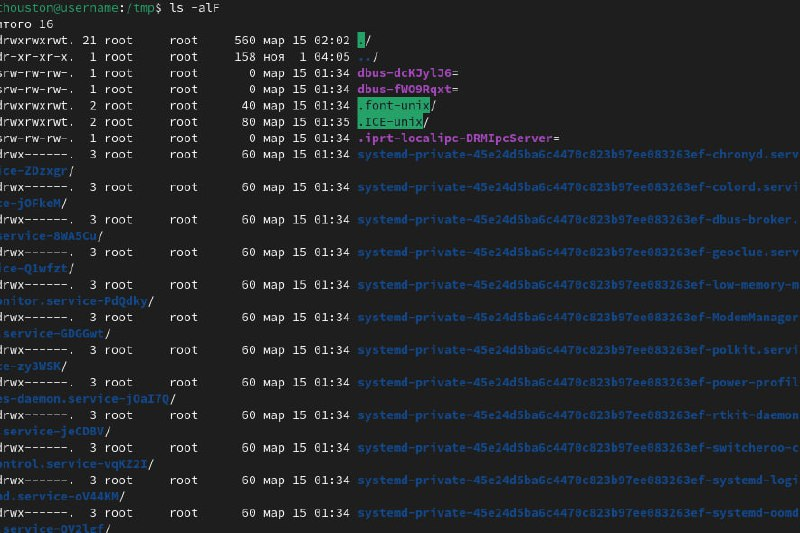 thouston@username:/tmp$ ls -alF
итого 16
drwxrwxrwt. 21 root root 560 мар 15 02:02 ./
dr-xr-xr-x. 1 root root 158 ноя 1 04:05 ../
srw-rw-rw-. 1 root root 0 мар 15 01:34 dbus-dcKJylJ6=
srw-rw-rw-. 1 root root 0 мар 15 01:34 dbus-fWO9Rqxt=
drwxrwxrwt. 2 root root 40 мар 15 01:34 .font-unix/
drwxrwxrwt. 2 root root 80 мар 15 01:35 .ICE-unix/
srw-rw-rw-. 1 root root 0 мар 15 01:34 .iprt-localipc-DRMIpcServer=
drwx------. 3 root root 60 мар 15 01:34 systemd-private-45e24d5ba6c4470c823b97ee083263ef-chronyd.serv
ice-ZDzxgr/
drwx------. 3 root root 60 мар 15 01:34 systemd-private-45e24d5ba6c4470c823b97ee083263ef-colord.servi
ce-jOFkeM/
drwx------. 3 root root 60 мар 15 01:34 systemd-private-45e24d5ba6c4470c823b97ee083263ef-dbus-broker.
service-8WA5Cu/
drwx------. 3 root root 60 мар 15 01:34 systemd-private-45e24d5ba6c4470c823b97ee083263ef-geoclue.serv
ice-Q1wfzt/
drwx------. 3 root root 60 мар 15 01:34 systemd-private-45e24d5ba6c4470c823b97ee083263ef-low-memory-m
onitor.service-PdQdky/
drwx------. 3 root root 60 мар 15 01:34 systemd-private-45e24d5ba6c4470c823b97ee083263ef-ModemManager
.service-GDGGwt/
drwx------. 3 root root 60 мар 15 01:34 systemd-private-45e24d5ba6c4470c823b97ee083263ef-polkit.servi
ce-zy3WSK/
drwx------. 3 root root 60 мар 15 01:34 systemd-private-45e24d5ba6c4470c823b97ee083263ef-power-profil
es-daemon.service-jOaI7Q/
drwx------. 3 root root 60 мар 15 01:34 systemd-private-45e24d5ba6c4470c823b97ee083263ef-rtkit-daemon
.service-jeCDBV/
drwx------. 3 root root 60 мар 15 01:34 systemd-private-45e24d5ba6c4470c823b97ee083263ef-switcheroo-c
ontrol.service-vqKZ2I/
drwx------. 3 root root 60 мар 15 01:34 systemd-private-45e24d5ba6c4470c823b97ee083263ef-systemd-logi
nd.service-oV44KM/
drwx------. 3 root root 60 мар 15 01:34 systemd-private-45e24d5ba6c4470c823b97ee083263ef-systemd-oomd
.service-OV2lgf/